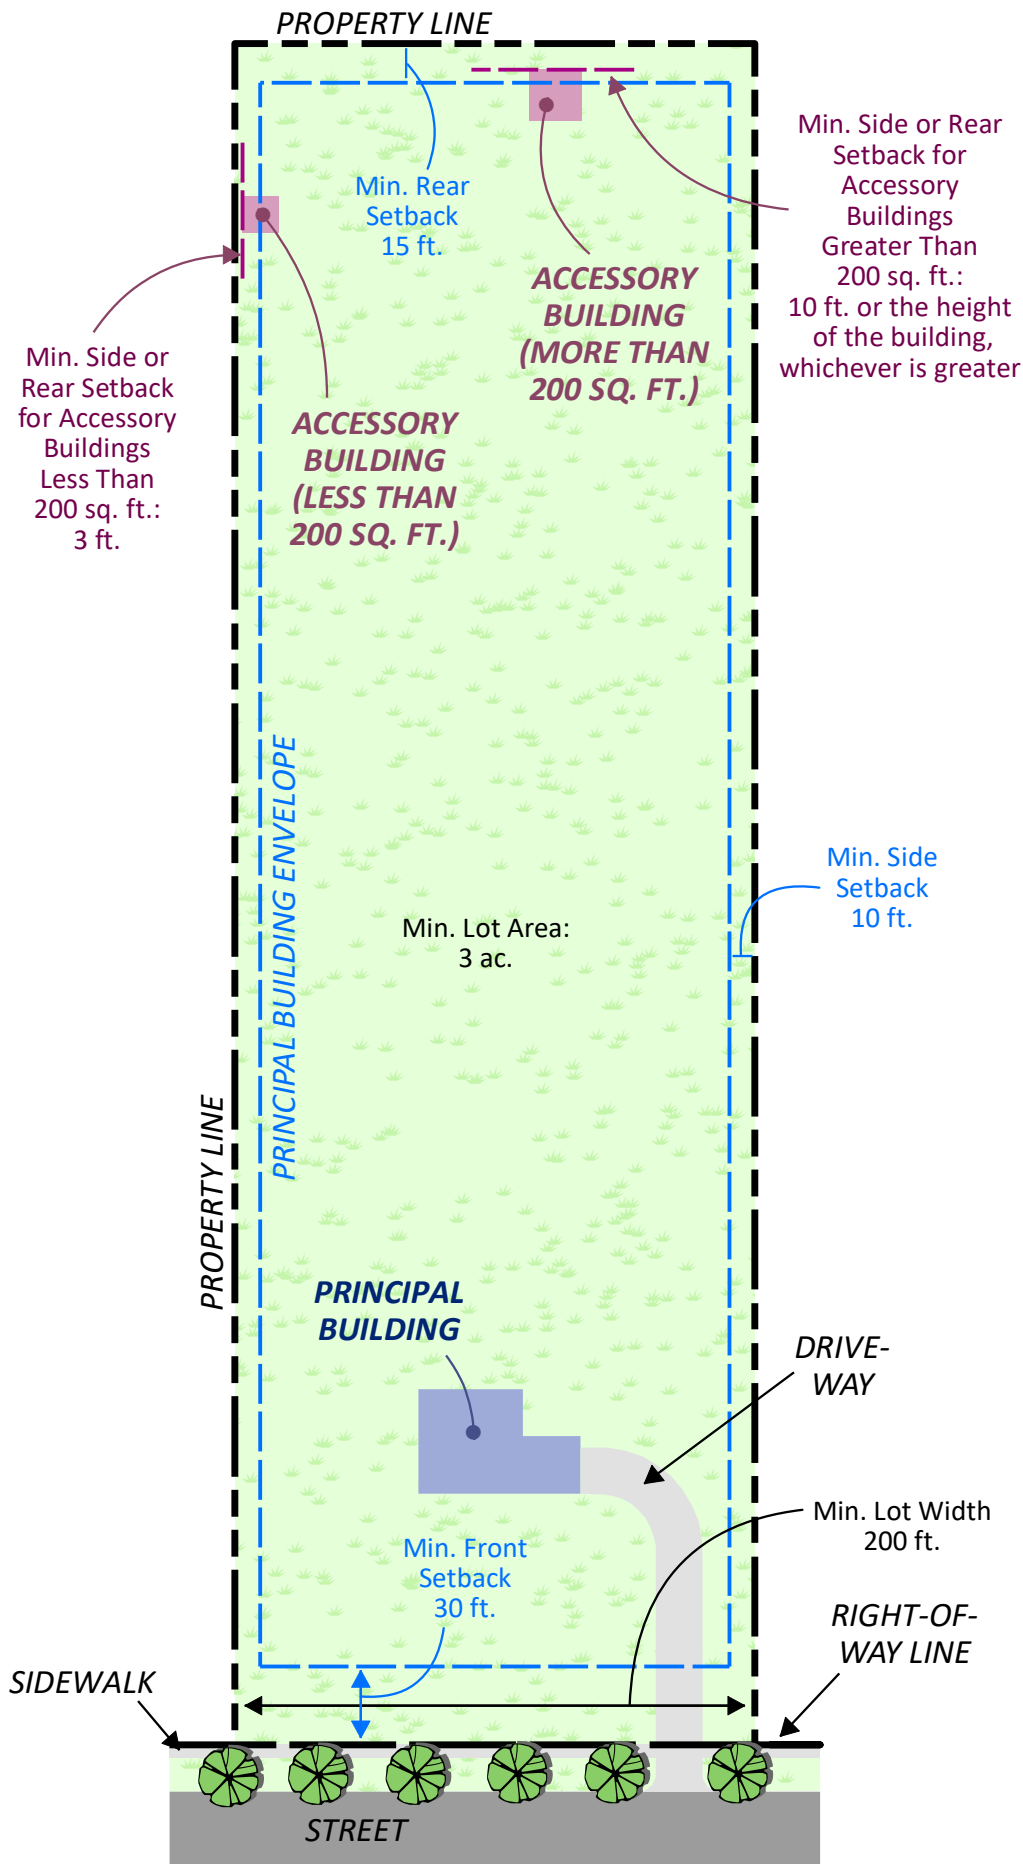 PROPERTY LINE
Min. Rear
Setback
15 ft.
Min. Side or Rear
Setback for
Accessory
Buildings
Greater Than
200 sq. ft.:
10 ft. or the height
of the building,
whichever is greater
ACCESSORY
BUILDING
(MORE THAN
200 SQ. FT.)
Min. Side or
Rear Setback
for Accessory
Buildings
Less Than
200 sq. ft.:
3 ft.
ACCESSORY
BUILDING
(LESS THAN
200 SQ. FT.)
PRINCIPAL BUILDING ENVELOPE
Min. Side
Setback
10 ft.
Min. Lot Area:
3 ac.
PROPERTY LINE
PRINCIPAL
BUILDING
DRIVE-
WAY
Min. Lot Width
200 ft.
Min. Front
Setback
30 ft.
RIGHT-OF-
WAY LINE
SIDEWALK
STREET